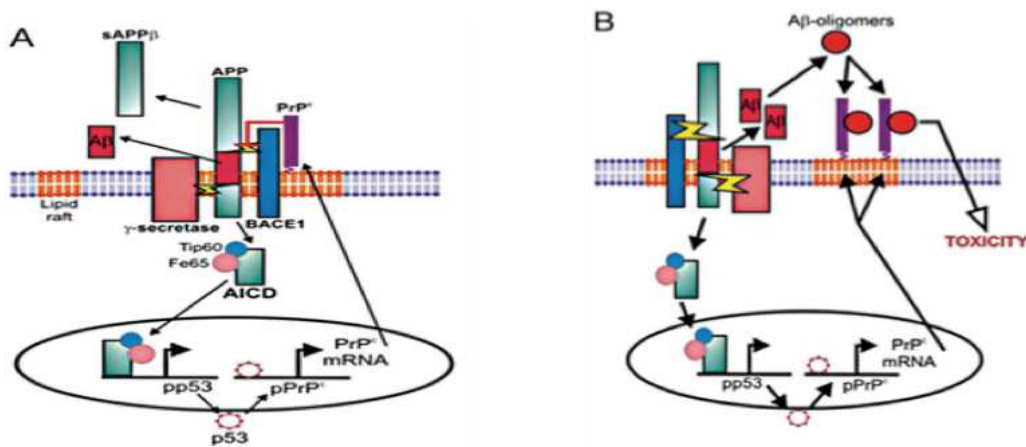 A
sAPPβ
APP
PrPᶜ
Aβ
Lipid
raft
γ-secretase
BACE1
Tip60
Fe65
AICD
PrPᶜ
mRNA
pp53
pPrPᶜ
p53
B
Aβ-oligomers
Aβ
Aβ
TOXICITY
PrPᶜ
mRNA
pp53
pPrPᶜ